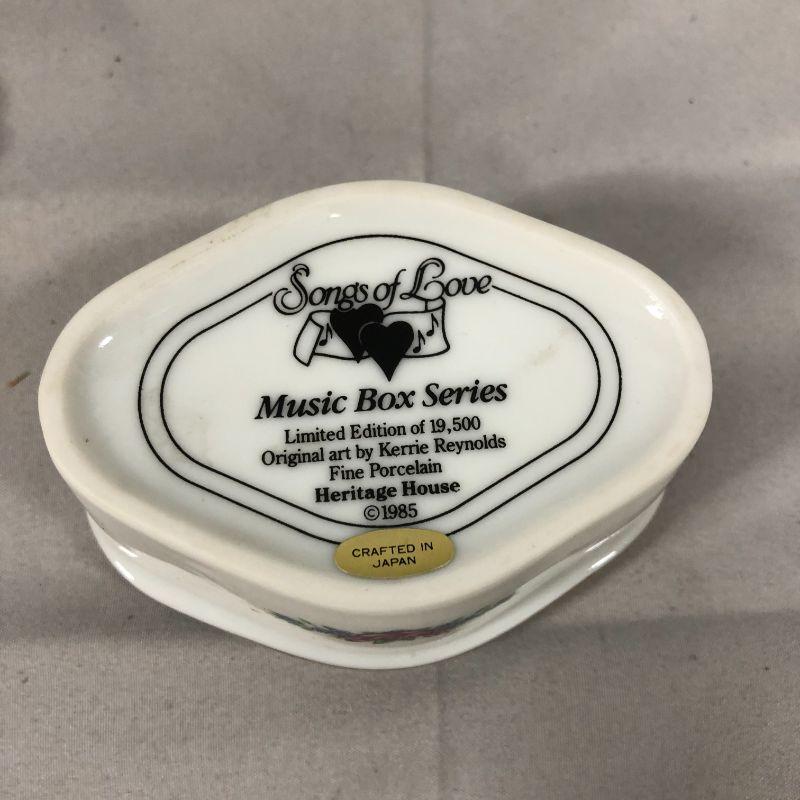 Songs of Love
Music Box Series
Limited Edition of 19,500
Original art by Kerrie Reynolds
Fine Porcelain
Heritage House
©1985
CRAFTED IN
JAPAN